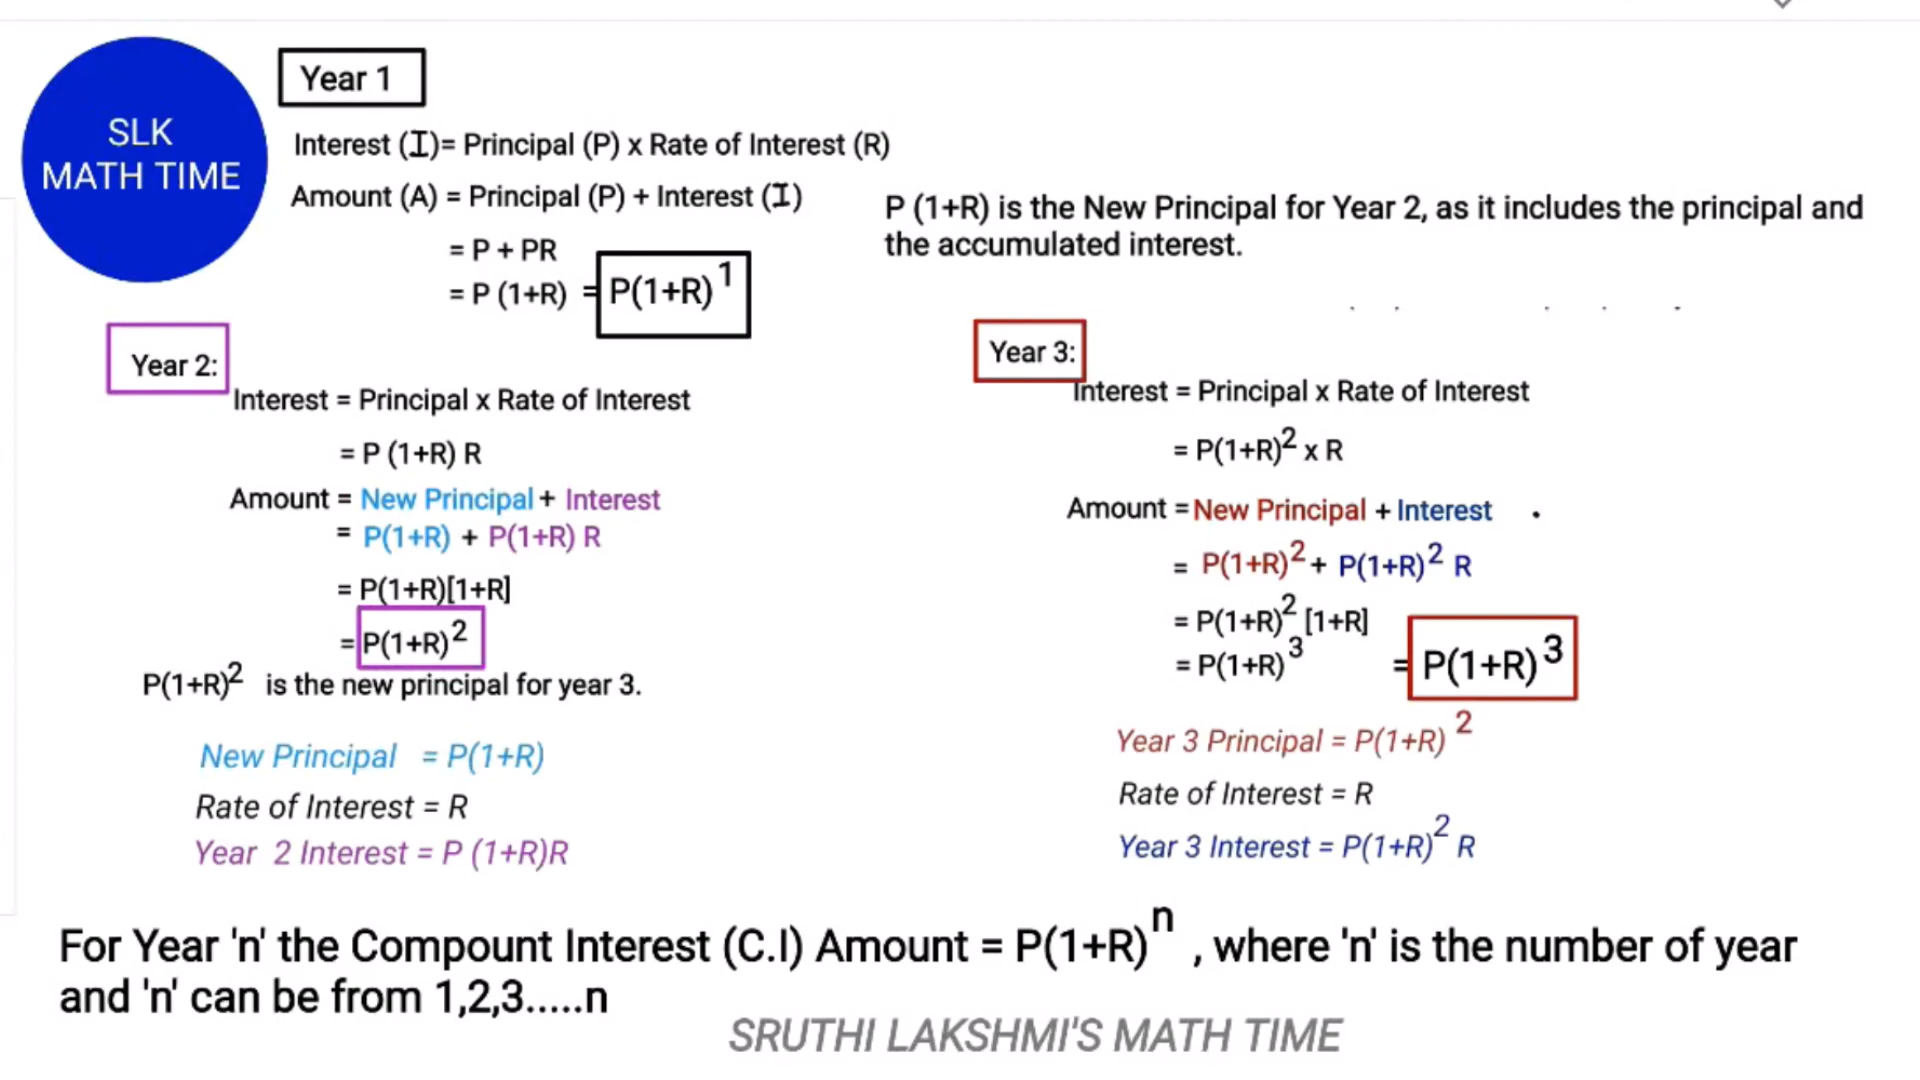 SLK
MATH TIME
Year 1
Interest (I)= Principal (P) x Rate of Interest (R)
Amount (A) = Principal (P) + Interest (I)
= P + PR
= P (1+R) = P(1+R)^1
P (1+R) is the New Principal for Year 2, as it includes the principal and
the accumulated interest.
Year 2:
Interest = Principal x Rate of Interest
= P (1+R) R
Amount = New Principal + Interest
= P(1+R) + P(1+R) R
= P(1+R)[1+R]
= P(1+R)^2
P(1+R)^2 is the new principal for year 3.
New Principal = P(1+R)
Rate of Interest = R
Year 2 Interest = P (1+R)R
Year 3:
Interest = Principal x Rate of Interest
= P(1+R)^2 x R
Amount = New Principal + Interest .
= P(1+R)^2 + P(1+R)^2 R
= P(1+R)^2 [1+R]
= P(1+R)^3 = P(1+R)^3
Year 3 Principal = P(1+R)^2
Rate of Interest = R
Year 3 Interest = P(1+R)^2 R
For Year 'n' the Compount Interest (C.I) Amount = P(1+R)^n , where 'n' is the number of year
and 'n' can be from 1,2,3.....n
SRUTHI LAKSHMI'S MATH TIME